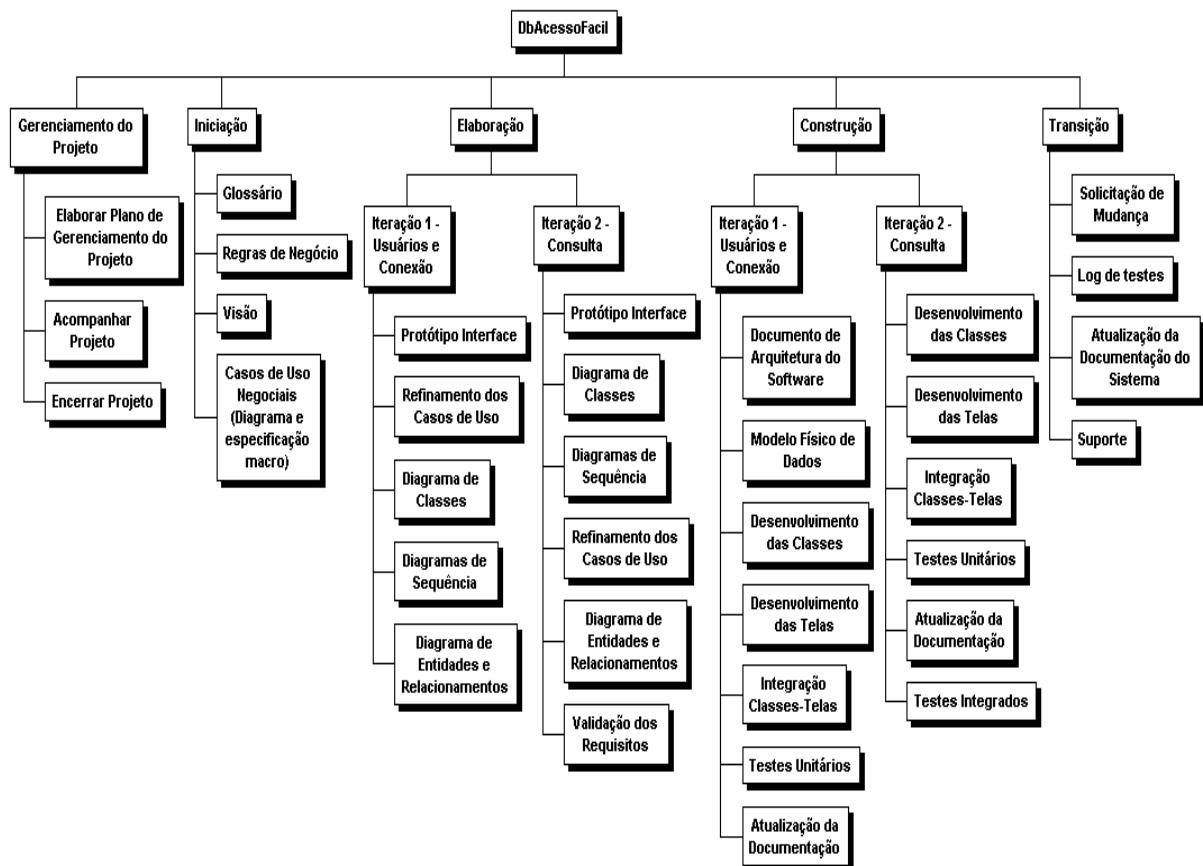 DbAcessoFacil
Gerenciamento do
Projeto
Elaborar Plano de
Gerenciamento do
Projeto
Acompanhar
Projeto
Encerrar Projeto
Iniciação
Glossário
Regras de Negócio
Visão
Casos de Uso
Negociais
(Diagrama e
especificação
macro)
Elaboração
Iteração 1 -
Usuários e
Conexão
Protótipo Interface
Refinamento dos
Casos de Uso
Diagrama de
Classes
Diagramas de
Sequência
Diagrama de
Entidades e
Relacionamentos
Iteração 2 -
Consulta
Protótipo Interface
Diagrama de
Classes
Diagramas de
Sequência
Refinamento dos
Casos de Uso
Diagrama de
Entidades e
Relacionamentos
Validação dos
Requisitos
Construção
Iteração 1 -
Usuários e
Conexão
Documento de
Arquitetura do
Software
Modelo Físico de
Dados
Desenvolvimento
das Classes
Desenvolvimento
das Telas
Integração
Classes-Telas
Testes Unitários
Atualização da
Documentação
Iteração 2 -
Consulta
Desenvolvimento
das Classes
Desenvolvimento
das Telas
Integração
Classes-Telas
Testes Unitários
Atualização da
Documentação
Testes Integrados
Transição
Solicitação de
Mudança
Log de testes
Atualização da
Documentação do
Sistema
Suporte